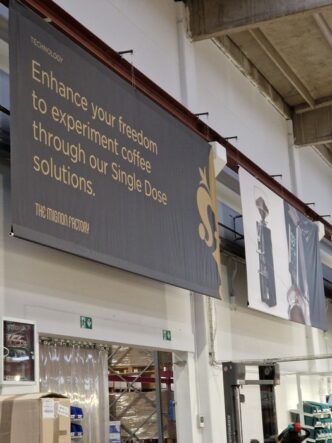 TECHNOLOGY
Enhance your freedom
to experiment coffee
through our Single Dose
solutions.
THE MIGNON FACTORY